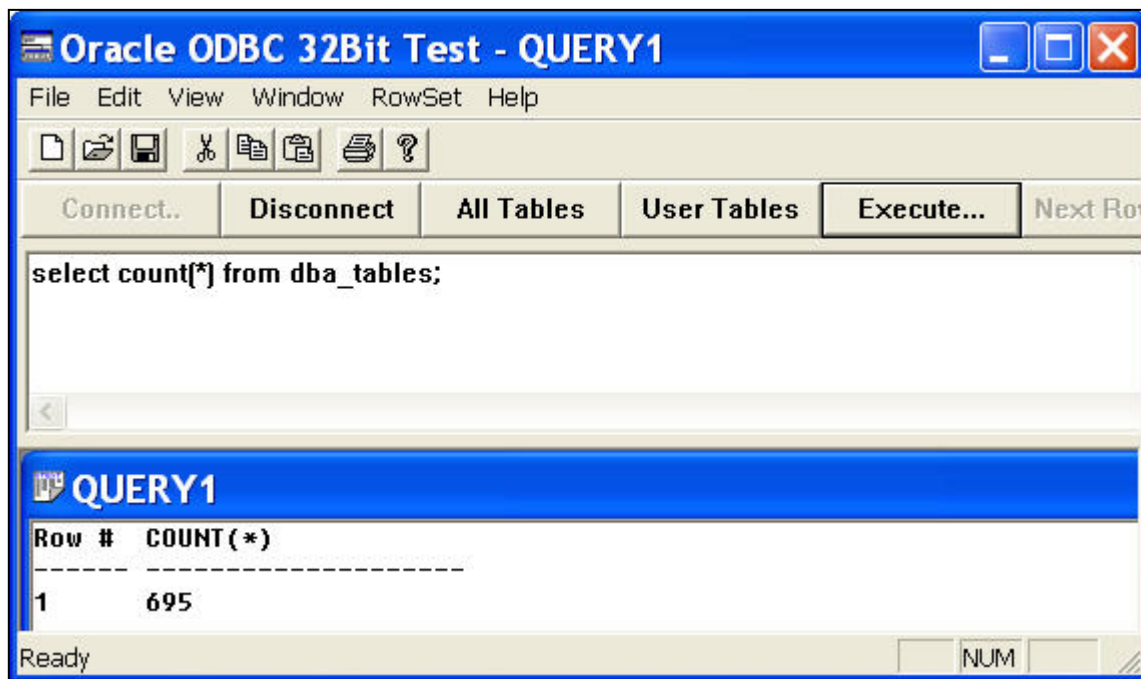 Oracle ODBC 32Bit Test - QUERY1
File Edit View Window RowSet Help
Connect.. Disconnect All Tables User Tables Execute... Next
select count(*) from dba_tables;
QUERY1
Row # COUNT(*)
------ ---------------------
1 695
Ready NUM